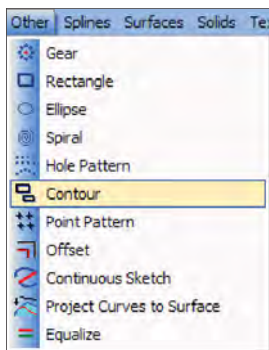 Other Splines Surfaces Solids
Gear
Rectangle
Ellipse
Spiral
Hole Pattern
Contour
Point Pattern
Offset
Continuous Sketch
Project Curves to Surface
Equalize